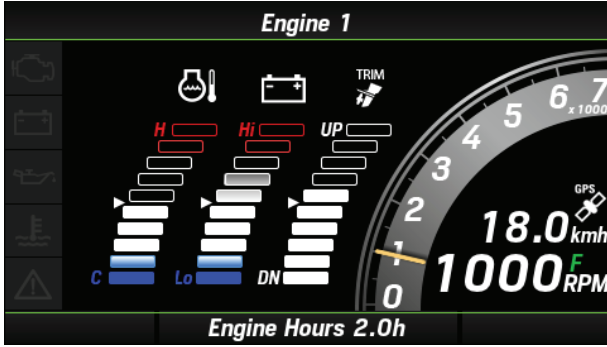 Engine 1
TRIM
H Hi UP
C Lo DN
7
6 x 1000
5
4
3
2
1
0
GPS
18.0 kmh
F
1000 RPM
Engine Hours 2.0h